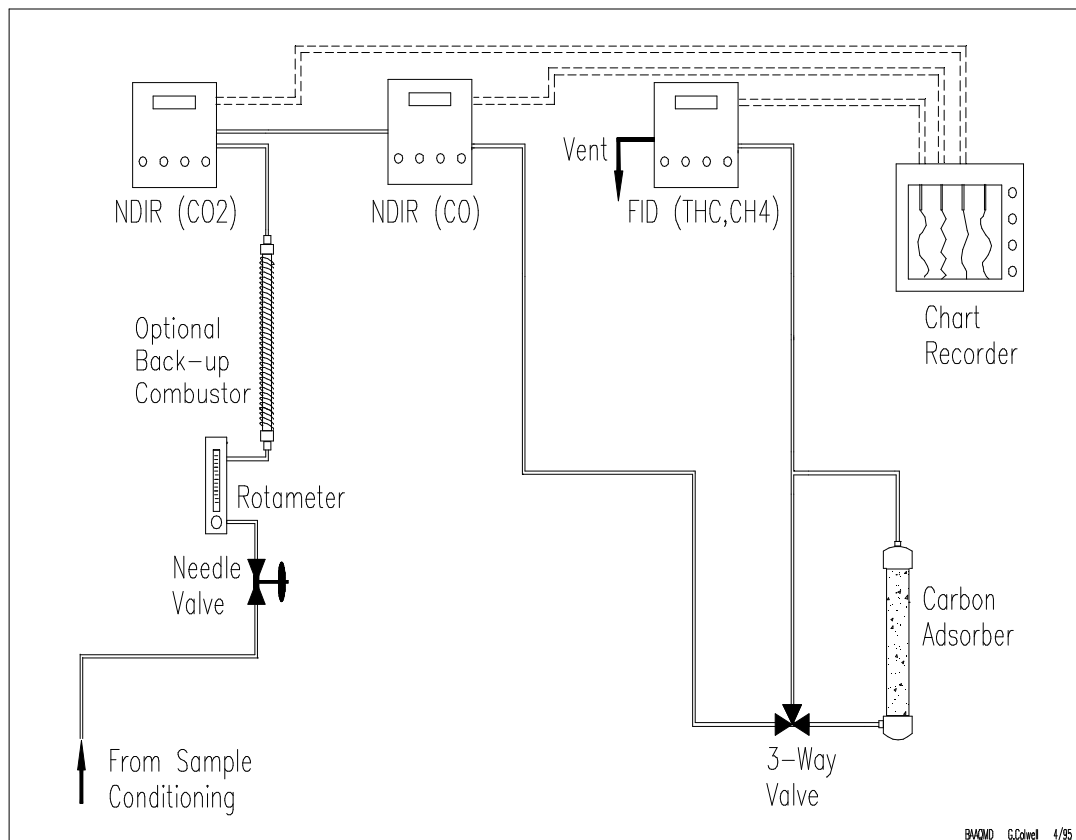 Vent
NDIR (CO2)
NDIR (CO)
FID (THC,CH4)
Optional
Back-up
Combustor
Chart
Recorder
Rotameter
Needle
Valve
Carbon
Adsorber
From Sample
Conditioning
3-Way
Valve
BAAQMD G.Colwell 4/95